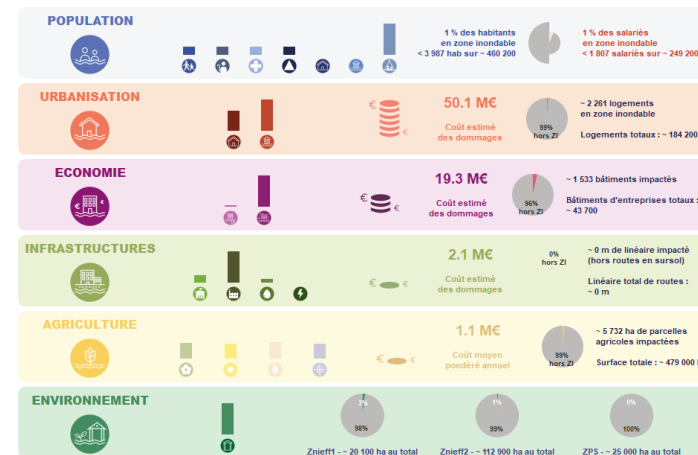 POPULATION
1 % des habitants
en zone inondable
< 3 987 hab sur ~ 460 200
1 % des salariés
en zone inondable
< 1 807 salariés sur ~ 249 200
URBANISATION
€
€
50.1 M€
Coût estimé
des dommages
99%
hors ZI
~ 2 261 logements
en zone inondable
Logements totaux : ~ 184 200
ECONOMIE
€ €
€
€
19.3 M€
Coût estimé
des dommages
96%
hors ZI
~ 1 533 bâtiments impactés
Bâtiments d'entreprises totaux :
~ 43 700
INFRASTRUCTURES
€
€
2.1 M€
Coût estimé
des dommages
0%
hors ZI
~ 0 m de linéaire impacté
(hors routes en sursol)
Linéaire total de routes :
~ 0 m
AGRICULTURE
€
€
1.1 M€
Coût moyen
pondéré annuel
99%
hors ZI
~ 5 732 ha de parcelles
agricoles impactées
Surface totale : ~ 479 000
ENVIRONNEMENT
2%
98%
Znieff1 - ~ 20 100 ha au total
1%
99%
Znieff2 - ~ 112 900 ha au total
0%
100%
ZPS - ~ 25 000 ha au total